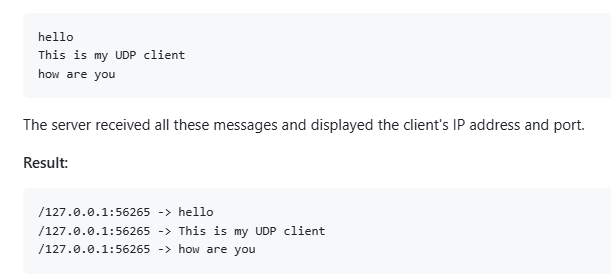 hello
This is my UDP client
how are you
The server received all these messages and displayed the client's IP address and port.
Result:
/127.0.0.1:56265 -> hello
/127.0.0.1:56265 -> This is my UDP client
/127.0.0.1:56265 -> how are you